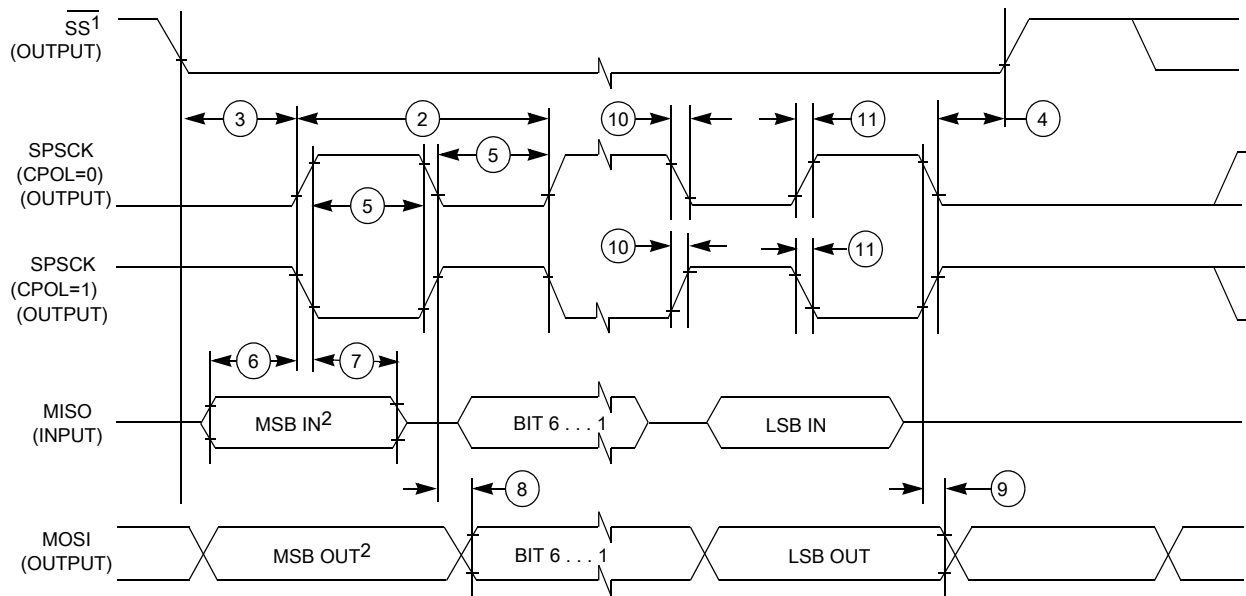 SS1
(OUTPUT)
3
2
10
11
4
SPSCK
(CPOL=0)
(OUTPUT)
5
5
10
11
SPSCK
(CPOL=1)
(OUTPUT)
6
7
MISO
(INPUT)
MSB IN2
BIT 6 . . . 1
LSB IN
8
9
MOSI
(OUTPUT)
MSB OUT2
BIT 6 . . . 1
LSB OUT